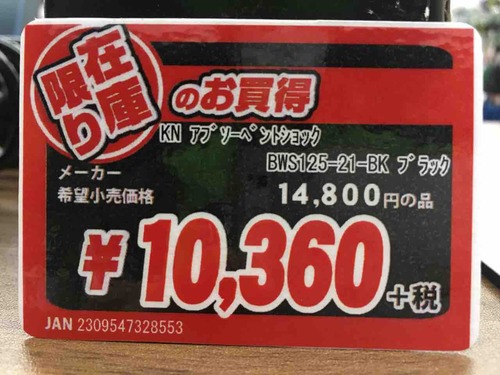 在庫限り
のお買得
KN アブソーベントショック
BWS125-21-BK ブラック
メーカー
希望小売価格
14,800円の品
¥10,360+税
JAN 2309547328553